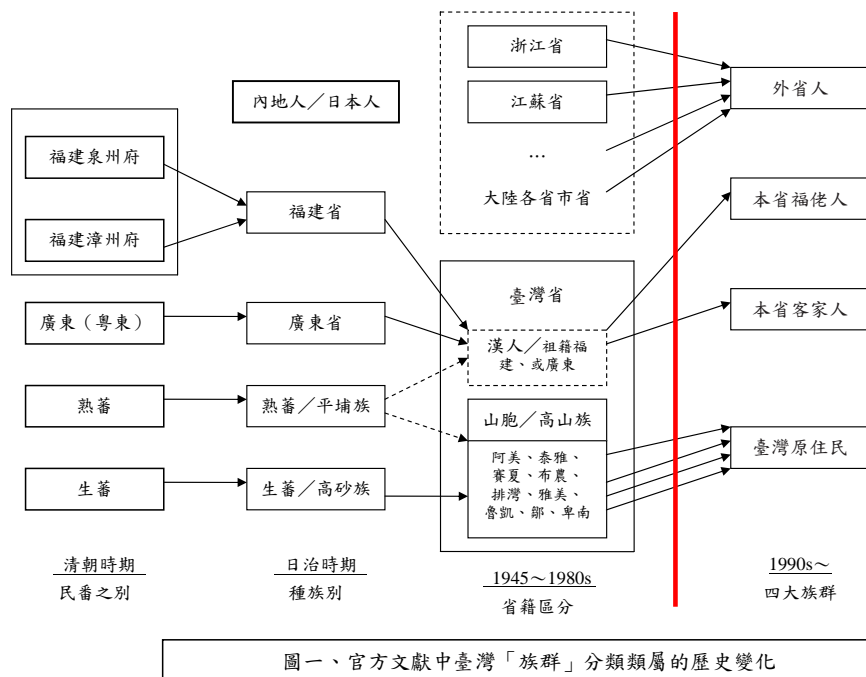 浙江省
江蘇省
…
大陸各省市省
內地人／日本人
福建泉州府
福建漳州府
福建省
廣東（粵東）
廣東省
熟蕃
熟蕃／平埔族
生蕃
生蕃／高砂族
臺灣省
漢人／祖籍福
建、或廣東
山胞／高山族
阿美、泰雅、
賽夏、布農、
排灣、雅美、
魯凱、鄒、卑南
外省人
本省福佬人
本省客家人
臺灣原住民
清朝時期
民番之別
日治時期
種族別
1945～1980s
省籍區分
1990s～
四大族群
圖一、官方文獻中臺灣「族群」分類類屬的歷史變化